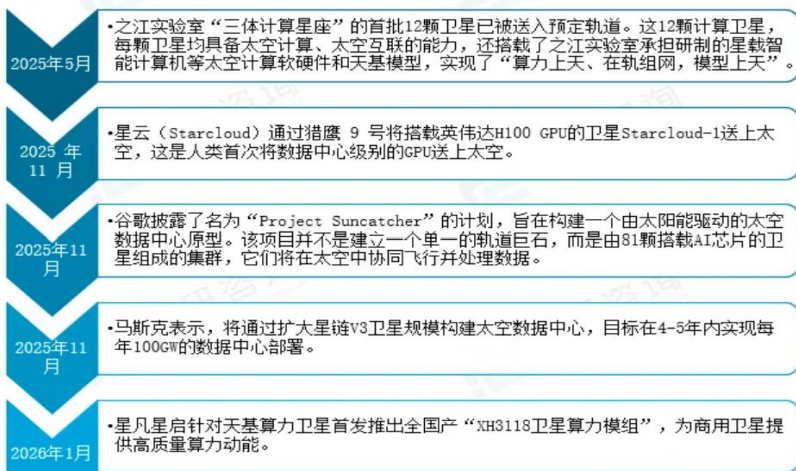 2025年5月
•之江实验室“三体计算星座”的首批12颗卫星已被送入预定轨道。这12颗计算卫星，
每颗卫星均具备太空计算、太空互联的能力，还搭载了之江实验室承担研制的星载智
能计算机等太空计算软硬件和天基模型，实现了“算力上天、在轨组网，模型上天”。
2025 年
11 月
•星云（Starcloud）通过猎鹰 9 号将搭载英伟达H100 GPU的卫星Starcloud-1送上太
空，这是人类首次将数据中心级别的GPU送上太空。
2025年11
月
•谷歌披露了名为“Project Suncatcher”的计划，旨在构建一个由太阳能驱动的太空
数据中心原型。该项目并不是建立一个单一的轨道巨石，而是由81颗搭载AI芯片的卫
星组成的集群，它们将在太空中协同飞行并处理数据。
2025年11
月
•马斯克表示，将通过扩大星链V3卫星规模构建太空数据中心，目标在4-5年内实现每
年100GW的数据中心部署。
2026年1月
•星凡星启针对天基算力卫星首发推出全国产“XH3118卫星算力模组”，为商用卫星提
供高质量算力动能。